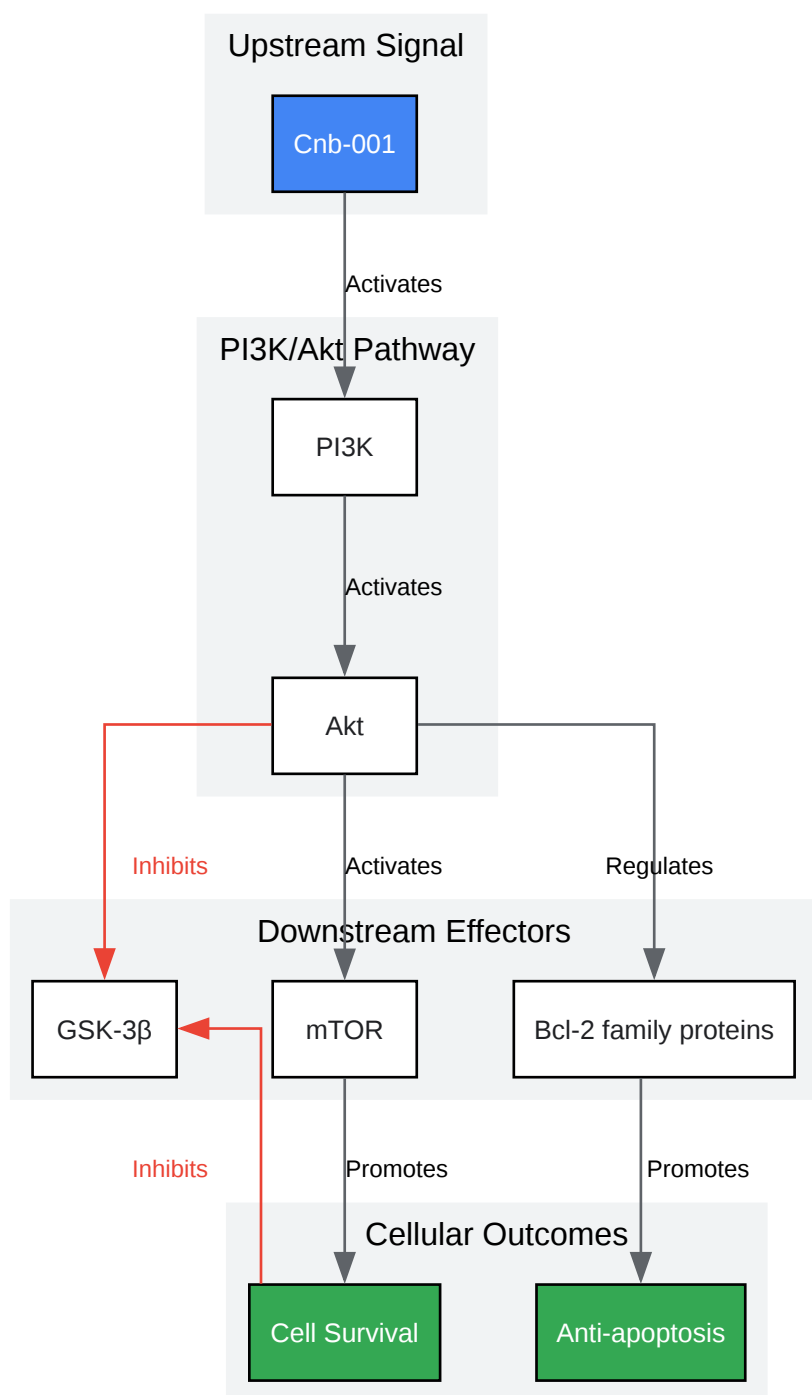 Upstream Signal
Cnb-001
Activates
PI3K/Akt Pathway
PI3K
Activates
Akt
Inhibits
Activates
Regulates
Downstream Effectors
GSK-3β
mTOR
Bcl-2 family proteins
Inhibits
Promotes
Promotes
Cellular Outcomes
Cell Survival
Anti-apoptosis